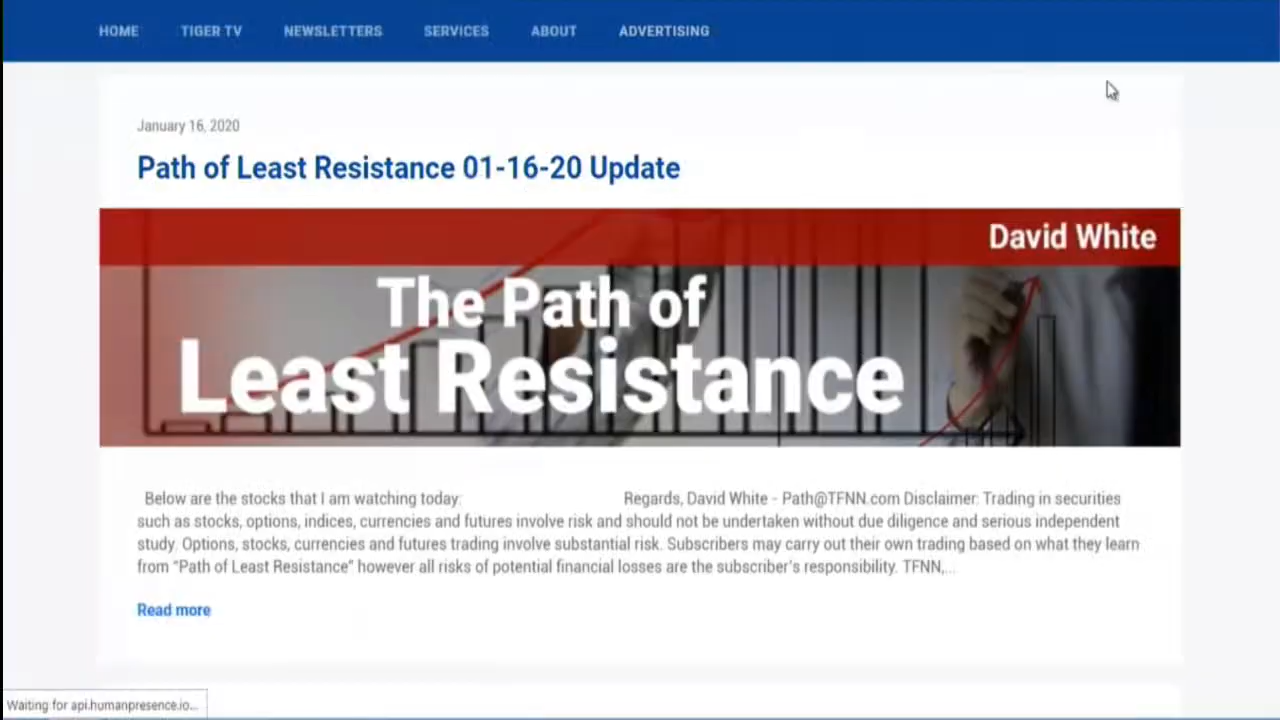 HOME TIGER TV NEWSLETTERS SERVICES ABOUT ADVERTISING
January 16, 2020
Path of Least Resistance 01-16-20 Update
David White
The Path of
Least Resistance
Below are the stocks that I am watching today: Regards, David White - Path@TFNN.com Disclaimer: Trading in securities
such as stocks, options, indices, currencies and futures involve risk and should not be undertaken without due diligence and serious independent
study. Options, stocks, currencies and futures trading involve substantial risk. Subscribers may carry out their own trading based on what they learn
from “Path of Least Resistance” however all risks of potential financial losses are the subscriber’s responsibility. TFNN,...
Read more
Waiting for api.humanpresence.io...